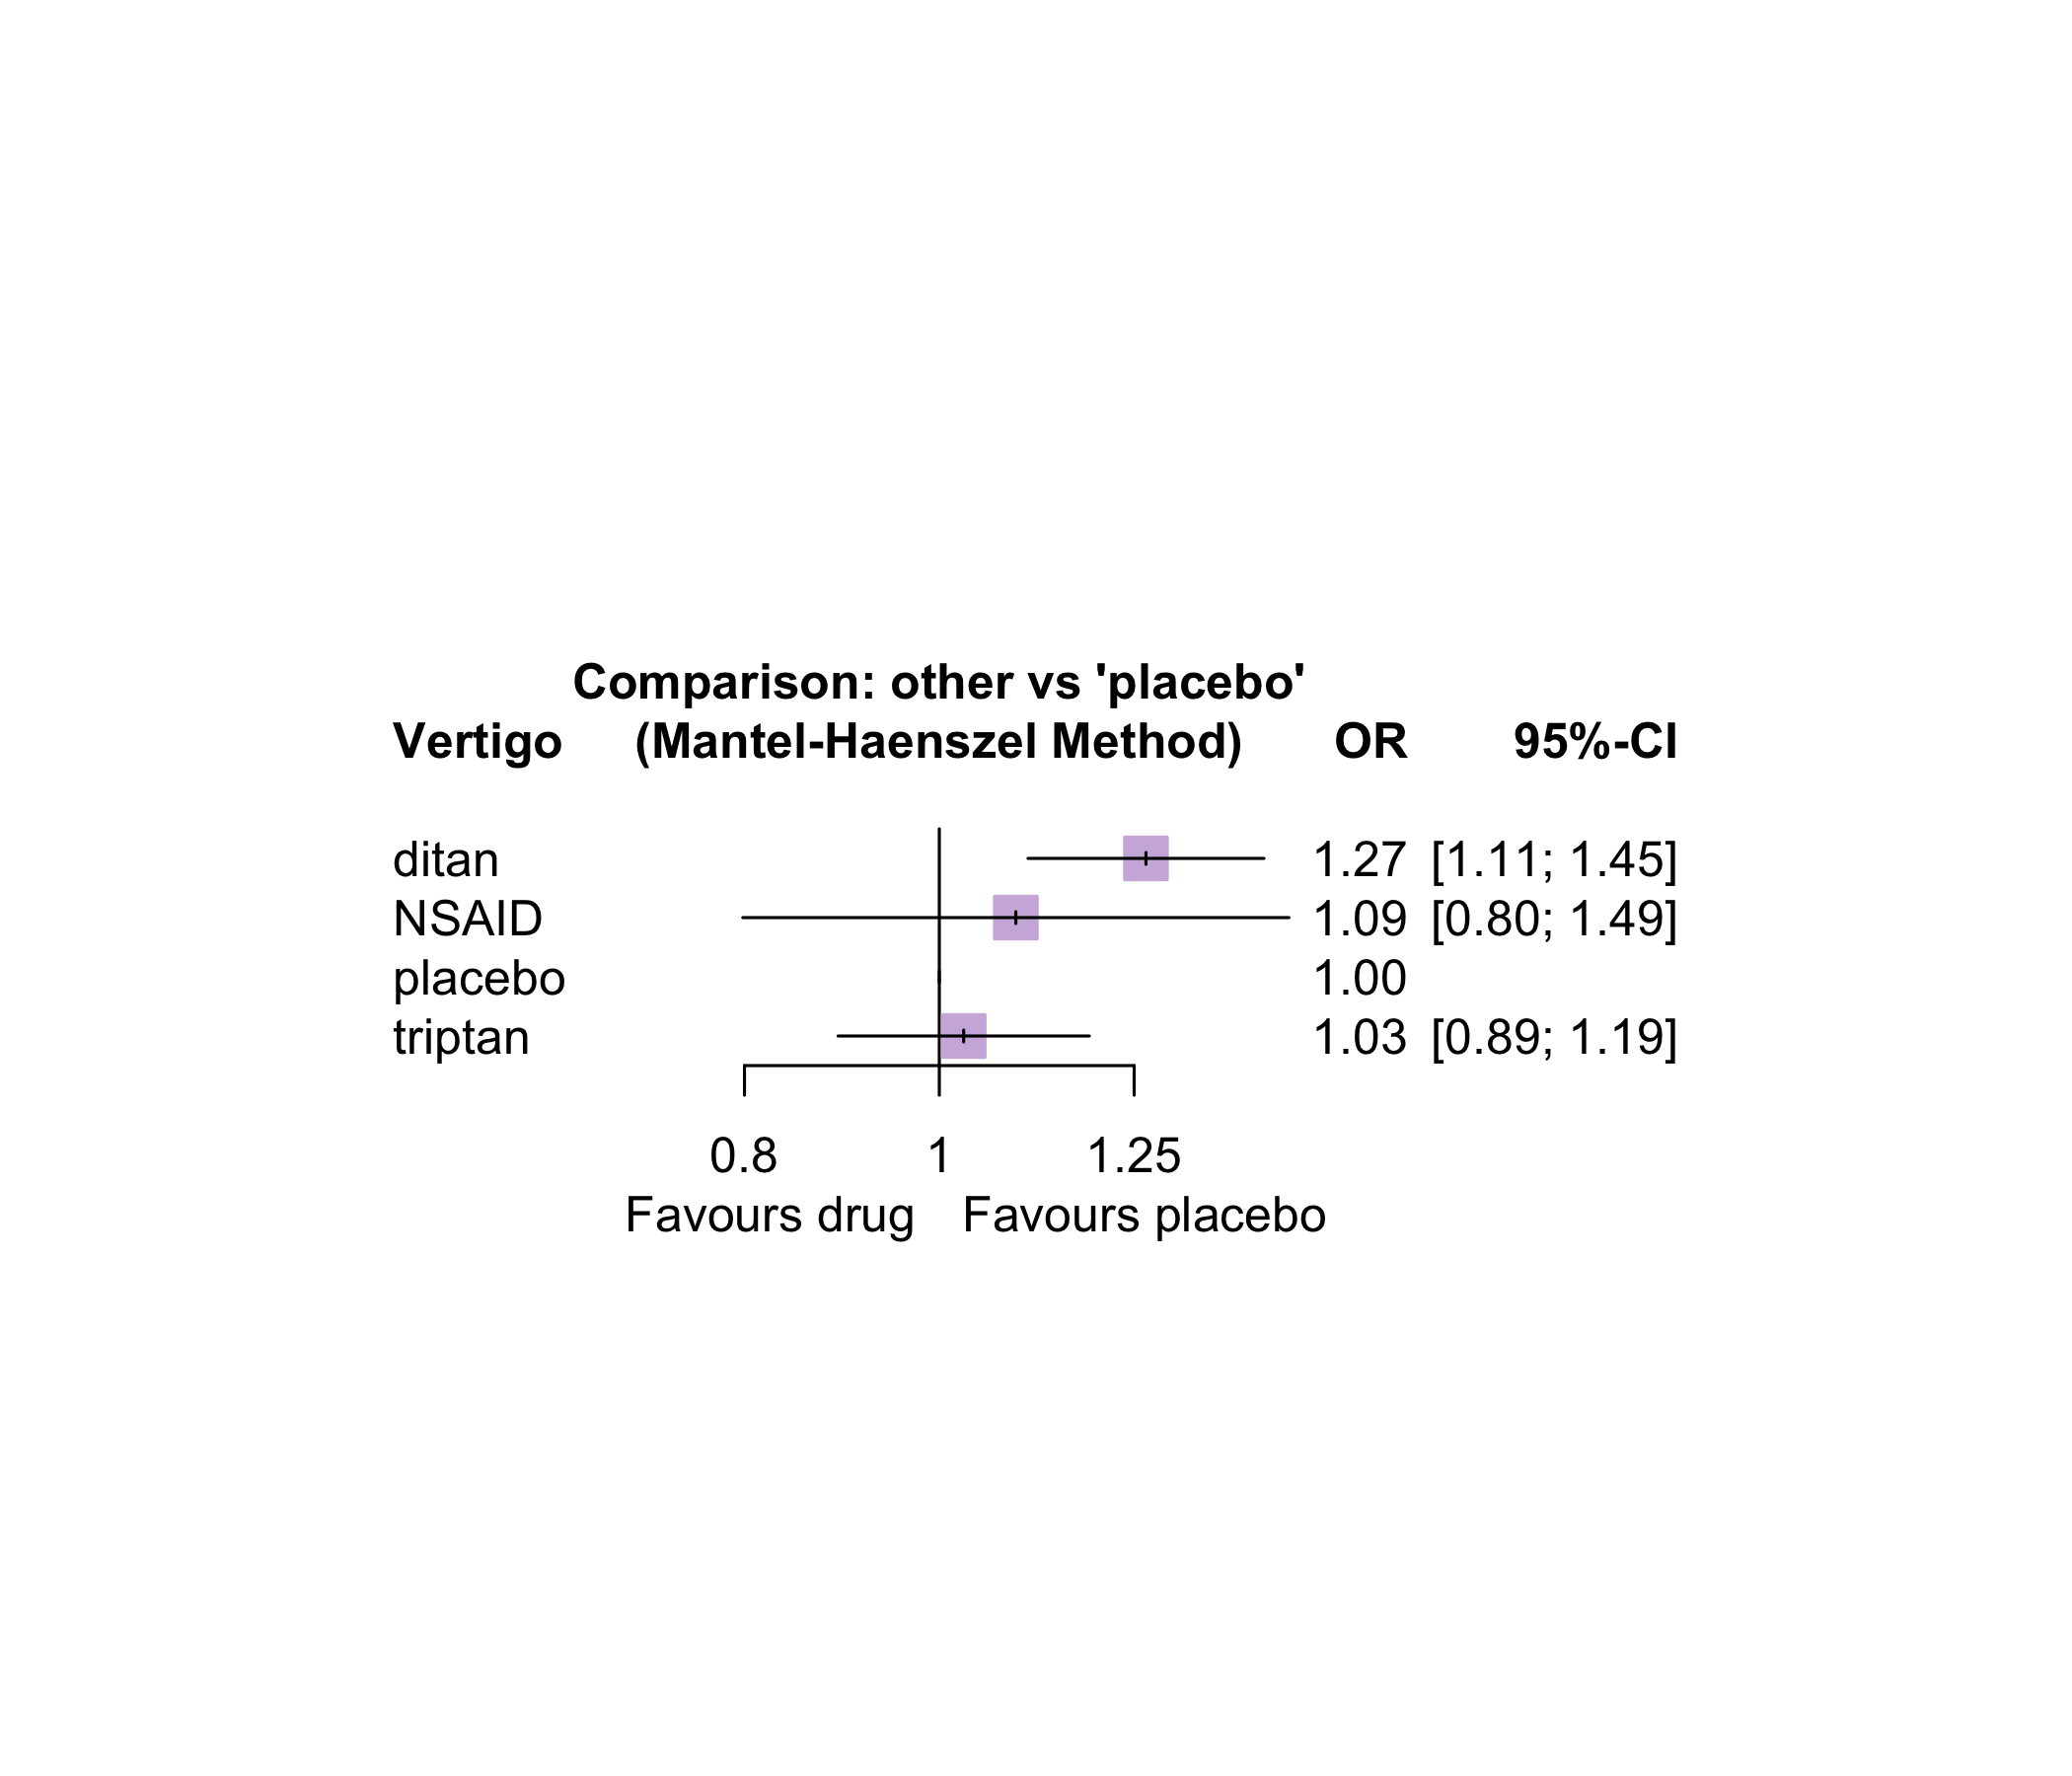 Comparison: other vs 'placebo'
Vertigo (Mantel-Haenszel Method) OR 95%-CI
ditan 1.27 [1.11; 1.45]
NSAID 1.09 [0.80; 1.49]
placebo 1.00
triptan 1.03 [0.89; 1.19]
0.8 1 1.25
Favours drug Favours placebo